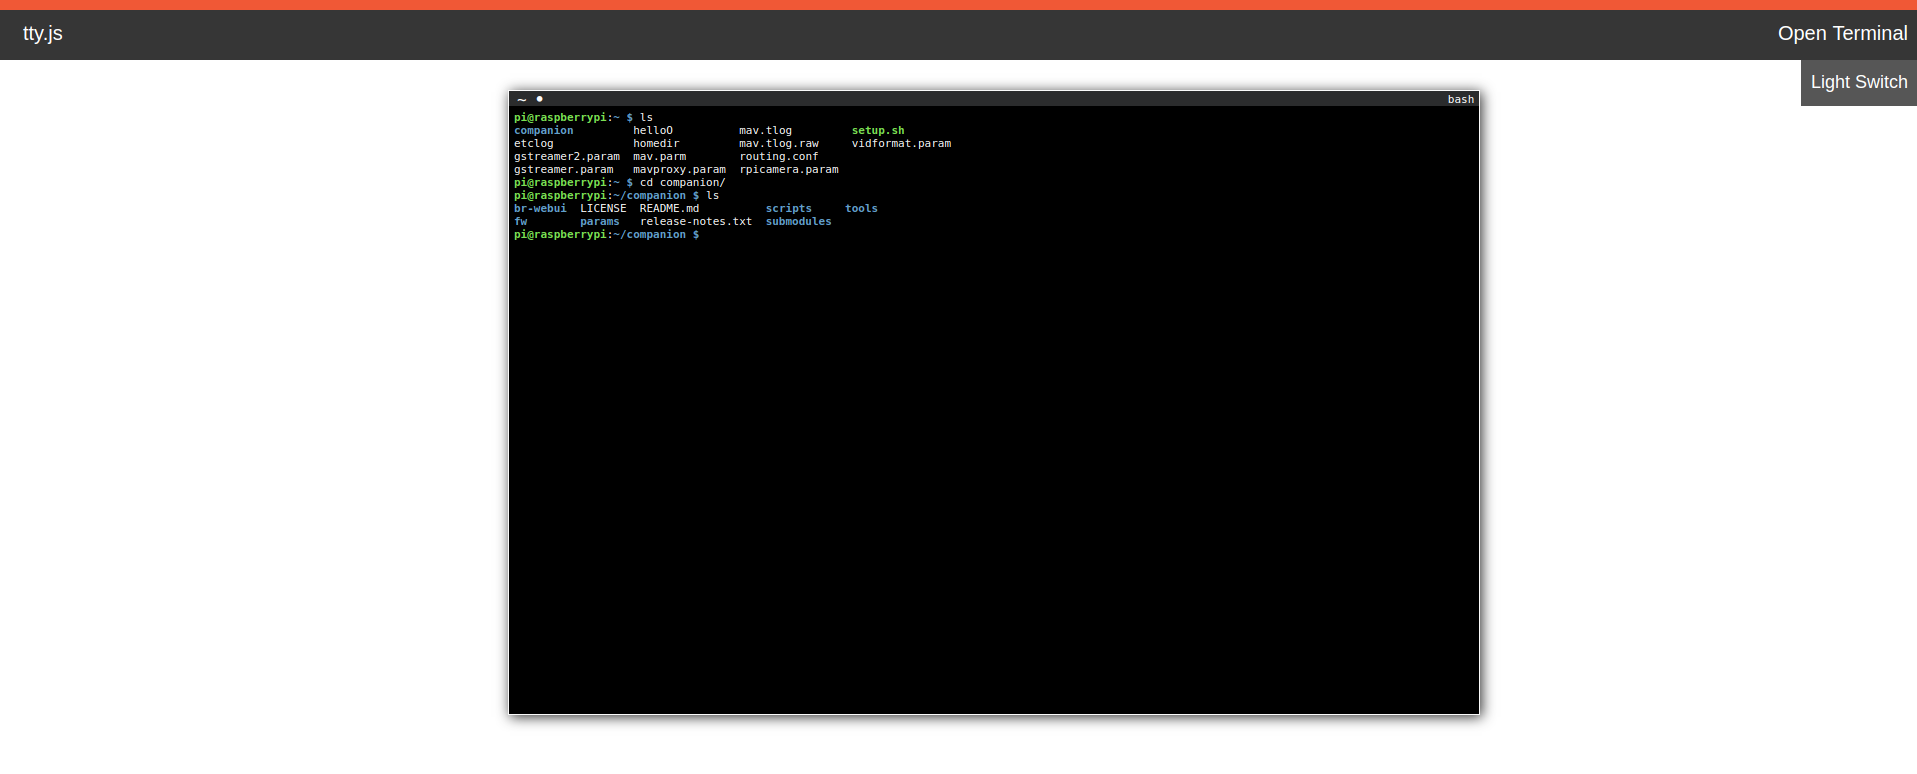 tty.js Open Terminal
Light Switch
~ ● bash
pi@raspberrypi:~ $ ls
companion helloO mav.tlog setup.sh
etclog homedir mav.tlog.raw vidformat.param
gstreamer2.param mav.parm routing.conf
gstreamer.param mavproxy.param rpicamera.param
pi@raspberrypi:~ $ cd companion/
pi@raspberrypi:~/companion $ ls
br-webui LICENSE README.md scripts tools
fw params release-notes.txt submodules
pi@raspberrypi:~/companion $